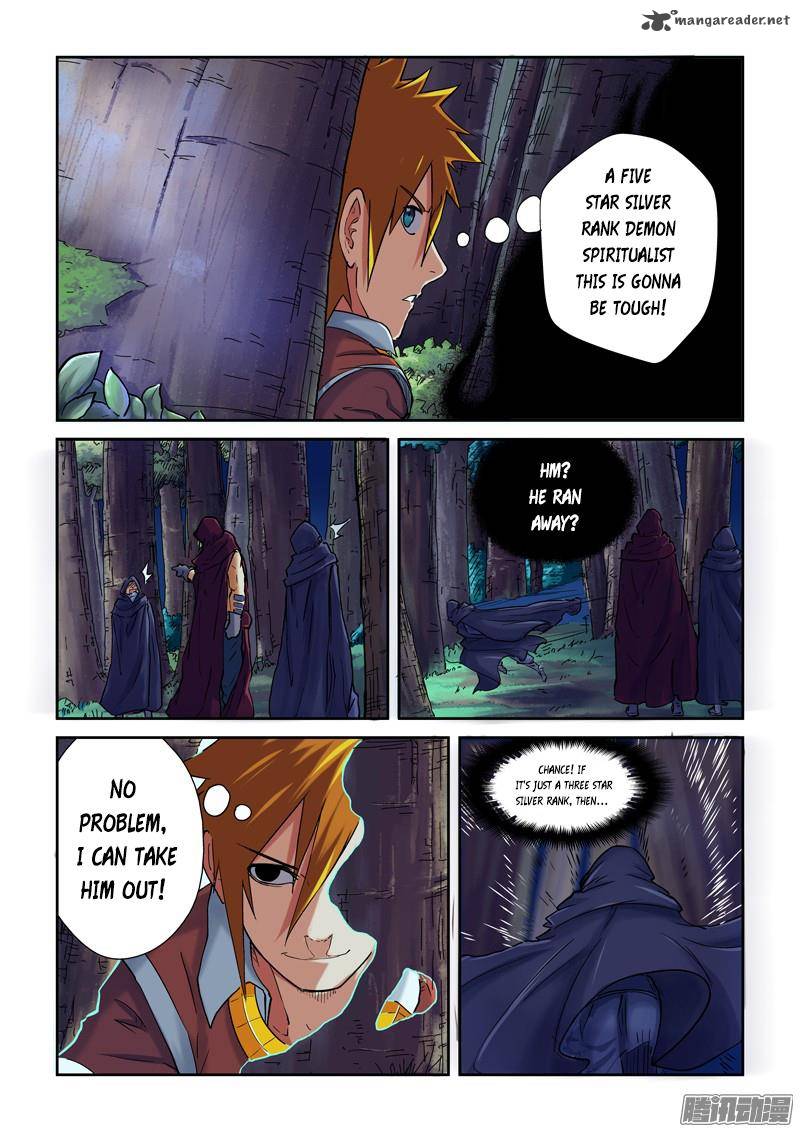 mangareader.net
A FIVE
STAR SILVER
RANK DEMON
SPIRITUALIST
THIS IS GONNA
BE TOUGH!
HM?
HE RAN
AWAY?
NO
PROBLEM,
I CAN TAKE
HIM OUT!
CHANCE! IF
IT'S JUST A THREE STAR
SILVER RANK, THEN...
腾讯动漫